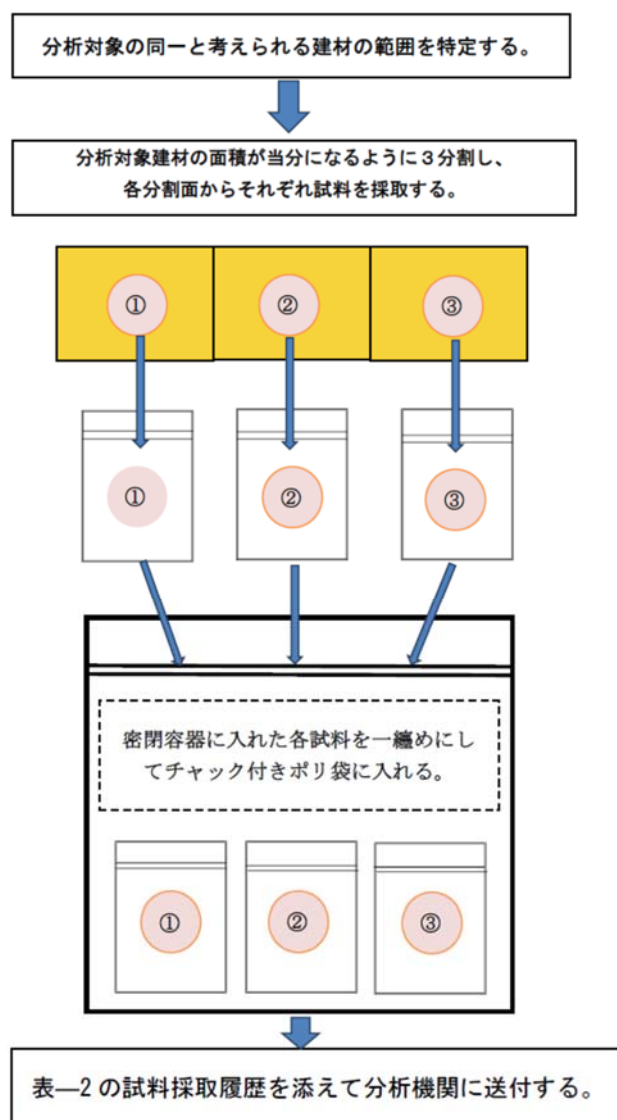 分析対象の同一と考えられる建材の範囲を特定する。
分析対象建材の面積が当分になるように３分割し、
各分割面からそれぞれ試料を採取する。
① ② ③
① ② ③
密閉容器に入れた各試料を一纏めにし
てチャック付きポリ袋に入れる。
① ② ③
表―2 の試料採取履歴を添えて分析機関に送付する。